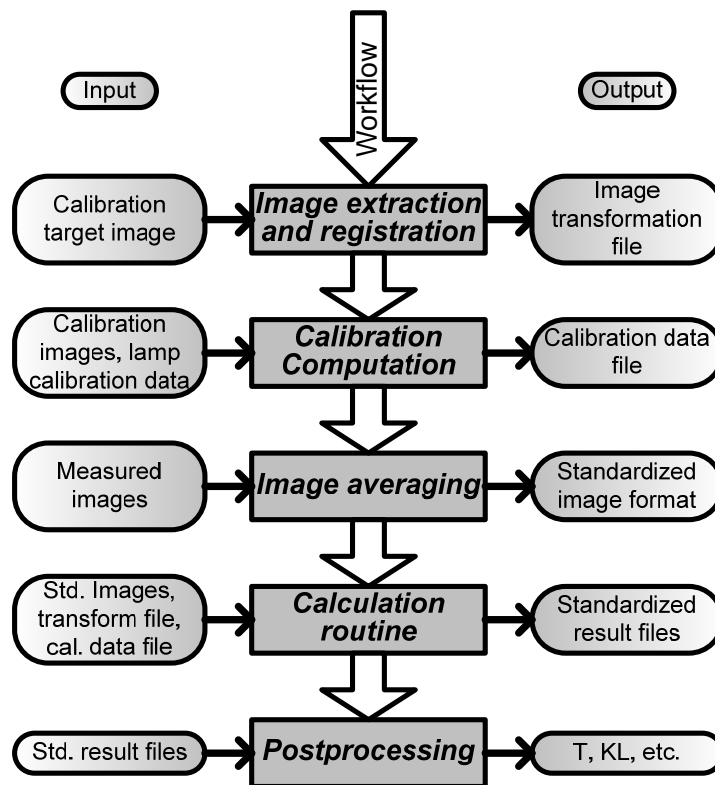 Input
Workflow
Output
Calibration
target image
Image extraction
and registration
Image
transformation
file
Calibration
images, lamp
calibration data
Calibration
Computation
Calibration data
file
Measured
images
Image averaging
Standardized
image format
Std. Images,
transform file,
cal. data file
Calculation
routine
Standardized
result files
Std. result files
Postprocessing
T, KL, etc.